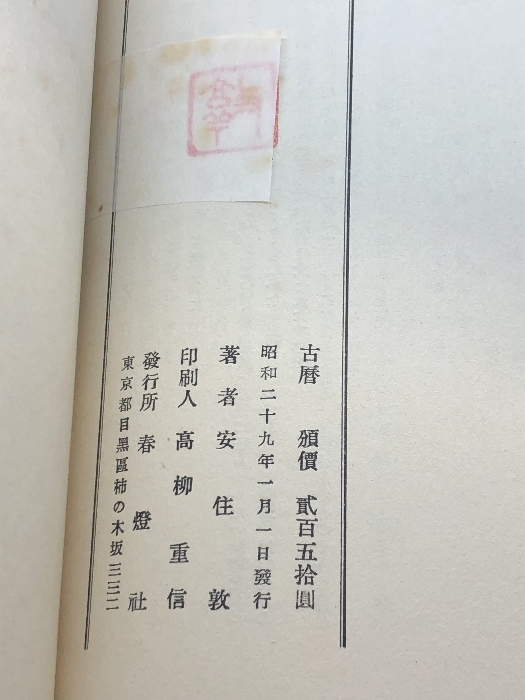 古暦 頒價 貳百五拾圓
昭和二十九年一月一日發行
著者 安住敦
印刷人 高柳重信
發行所 春燈社
東京都目黑區柿の木坂三三二